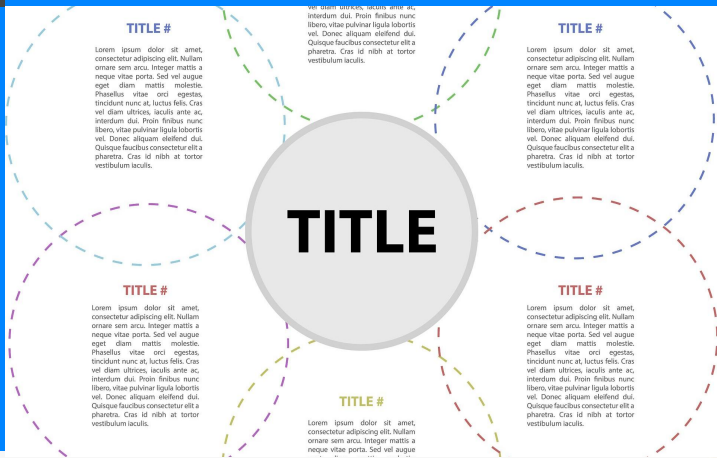 TITLE #
Lorem ipsum dolor sit amet,
consectetur adipiscing elit. Nullam
ornare sem arcu. Integer mattis a
neque vitae porta. Sed vel augue
eget diam mattis molestie.
Phasellus vitae orci egestas,
tincidunt nunc at, luctus felis. Cras
vel diam ultrices, iaculis ante ac,
interdum dui. Proin finibus nunc
libero, vitae pulvinar ligula lobortis
vel. Donec aliquam eleifend dui.
Quisque faucibus consectetur elit a
pharetra. Cras id nibh at tortor
vestibulum iaculis.
vel diam ultrices, iaculis ante ac,
interdum dui. Proin finibus nunc
libero, vitae pulvinar ligula lobortis
vel. Donec aliquam eleifend dui.
Quisque faucibus consectetur elit a
pharetra. Cras id nibh at tortor
vestibulum iaculis.
TITLE #
Lorem ipsum dolor sit amet,
consectetur adipiscing elit. Nullam
ornare sem arcu. Integer mattis a
neque vitae porta. Sed vel augue
eget diam mattis molestie.
Phasellus vitae orci egestas,
tincidunt nunc at, luctus felis. Cras
vel diam ultrices, iaculis ante ac,
interdum dui. Proin finibus nunc
libero, vitae pulvinar ligula lobortis
vel. Donec aliquam eleifend dui.
Quisque faucibus consectetur elit a
pharetra. Cras id nibh at tortor
vestibulum iaculis.
TITLE
TITLE #
Lorem ipsum dolor sit amet,
consectetur adipiscing elit. Nullam
ornare sem arcu. Integer mattis a
neque vitae porta. Sed vel augue
eget diam mattis molestie.
Phasellus vitae orci egestas,
tincidunt nunc at, luctus felis. Cras
vel diam ultrices, iaculis ante ac,
interdum dui. Proin finibus nunc
libero, vitae pulvinar ligula lobortis
vel. Donec aliquam eleifend dui.
Quisque faucibus consectetur elit a
pharetra. Cras id nibh at tortor
vestibulum iaculis.
TITLE #
Lorem ipsum dolor sit amet,
consectetur adipiscing elit. Nullam
ornare sem arcu. Integer mattis a
neque vitae porta. Sed vel augue
TITLE #
Lorem ipsum dolor sit amet,
consectetur adipiscing elit. Nullam
ornare sem arcu. Integer mattis a
neque vitae porta. Sed vel augue
eget diam mattis molestie.
Phasellus vitae orci egestas,
tincidunt nunc at, luctus felis. Cras
vel diam ultrices, iaculis ante ac,
interdum dui. Proin finibus nunc
libero, vitae pulvinar ligula lobortis
vel. Donec aliquam eleifend dui.
Quisque faucibus consectetur elit a
pharetra. Cras id nibh at tortor
vestibulum iaculis.